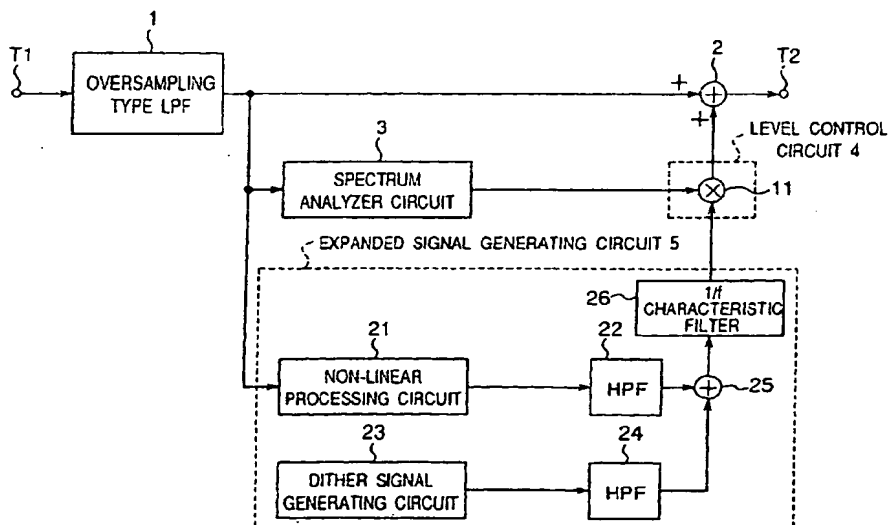 1
T1
OVERSAMPLING
TYPE LPF
2
T2
+
+
+
LEVEL CONTROL
CIRCUIT 4
3
SPECTRUM
ANALYZER CIRCUIT
×
11
EXPANDED SIGNAL GENERATING CIRCUIT 5
26
1/f
CHARACTERISTIC
FILTER
21
NON-LINEAR
PROCESSING CIRCUIT
22
HPF
+
25
23
DITHER SIGNAL
GENERATING CIRCUIT
24
HPF